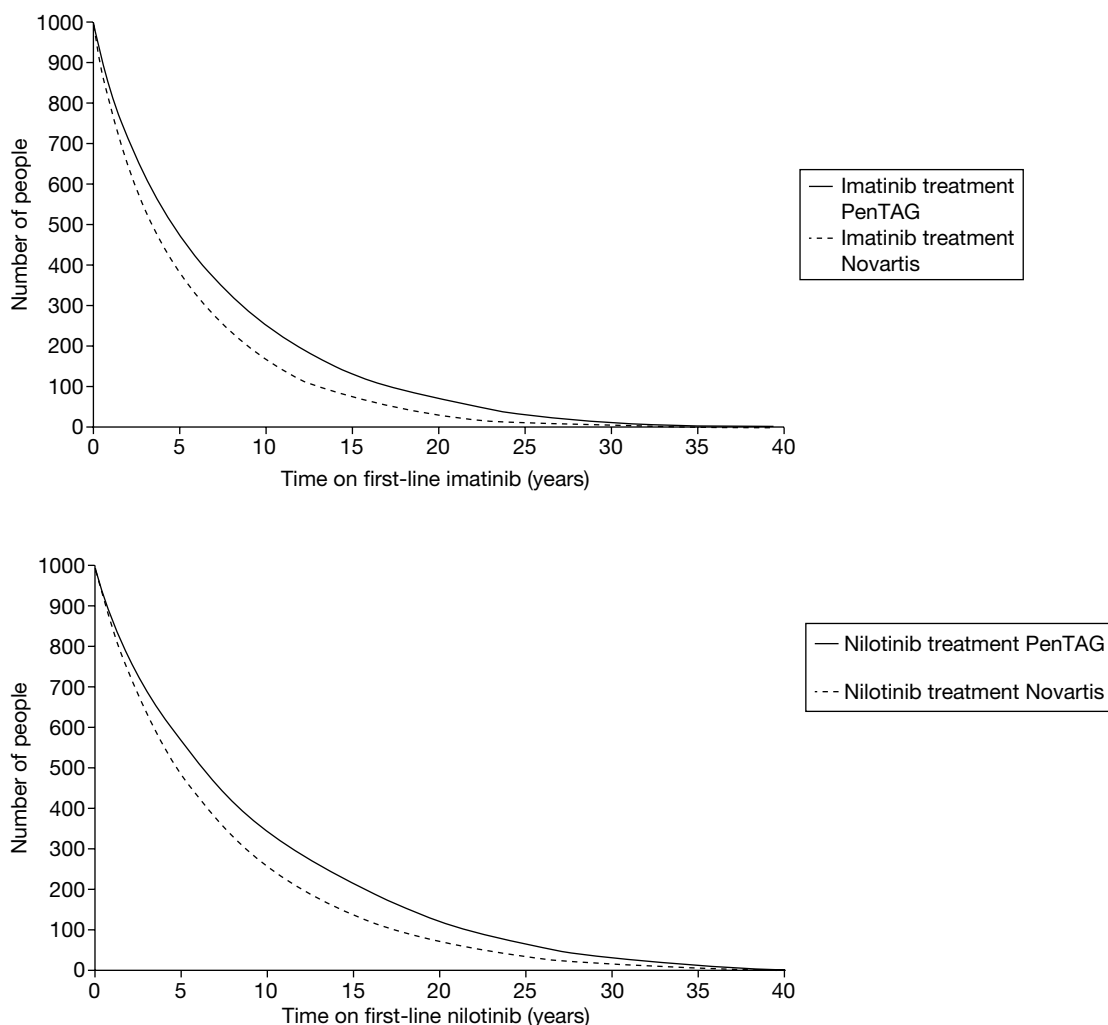 1000
900
800
700
600
500
400
300
200
100
0
Number of people
0 5 10 15 20 25 30 35 40
Time on first-line imatinib (years)
Imatinib treatment
PenTAG
Imatinib treatment
Novartis
1000
900
800
700
600
500
400
300
200
100
0
Number of people
0 5 10 15 20 25 30 35 40
Time on first-line nilotinib (years)
Nilotinib treatment PenTAG
Nilotinib treatment Novartis